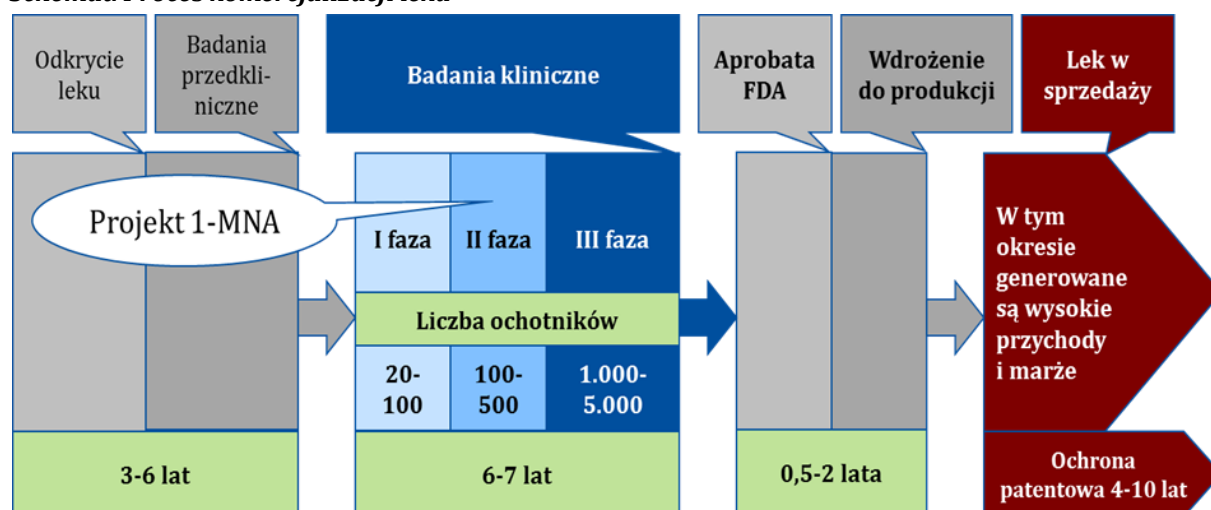 Odkrycie
leku
Badania
przedkli-
niczne
Badania kliniczne
Aprobata
FDA
Wdrożenie
do produkcji
Lek w
sprzedaży
Projekt 1-MNA
I faza
II faza
III faza
W tym
okresie
generowane
są wysokie
przychody
i marże
Liczba ochotników
20-
100
100-
500
1.000-
5.000
3-6 lat
6-7 lat
0,5-2 lata
Ochrona
patentowa 4-10 lat